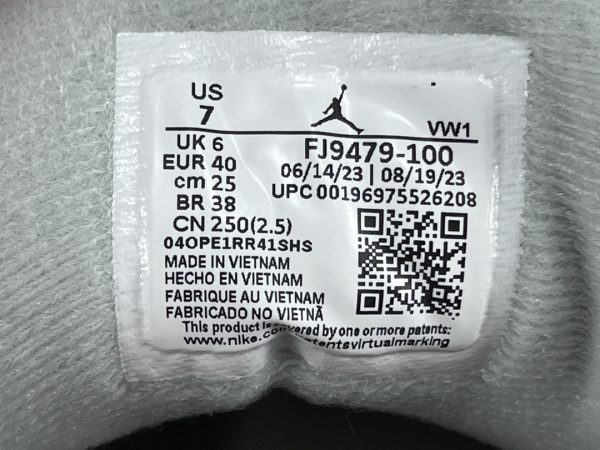 US
7
VW1
UK 6
EUR 40
cm 25
BR 38
CN 250(2.5)
FJ9479-100
06/14/23 | 08/19/23
UPC 00196975526208
04OPE1RR41SHS
MADE IN VIETNAM
HECHO EN VIETNAM
FABRIQUE AU VIETNAM
FABRICADO NO VIETNÃ
This product is covered by one or more patents:
www.nike.
tentsvirtualmarking